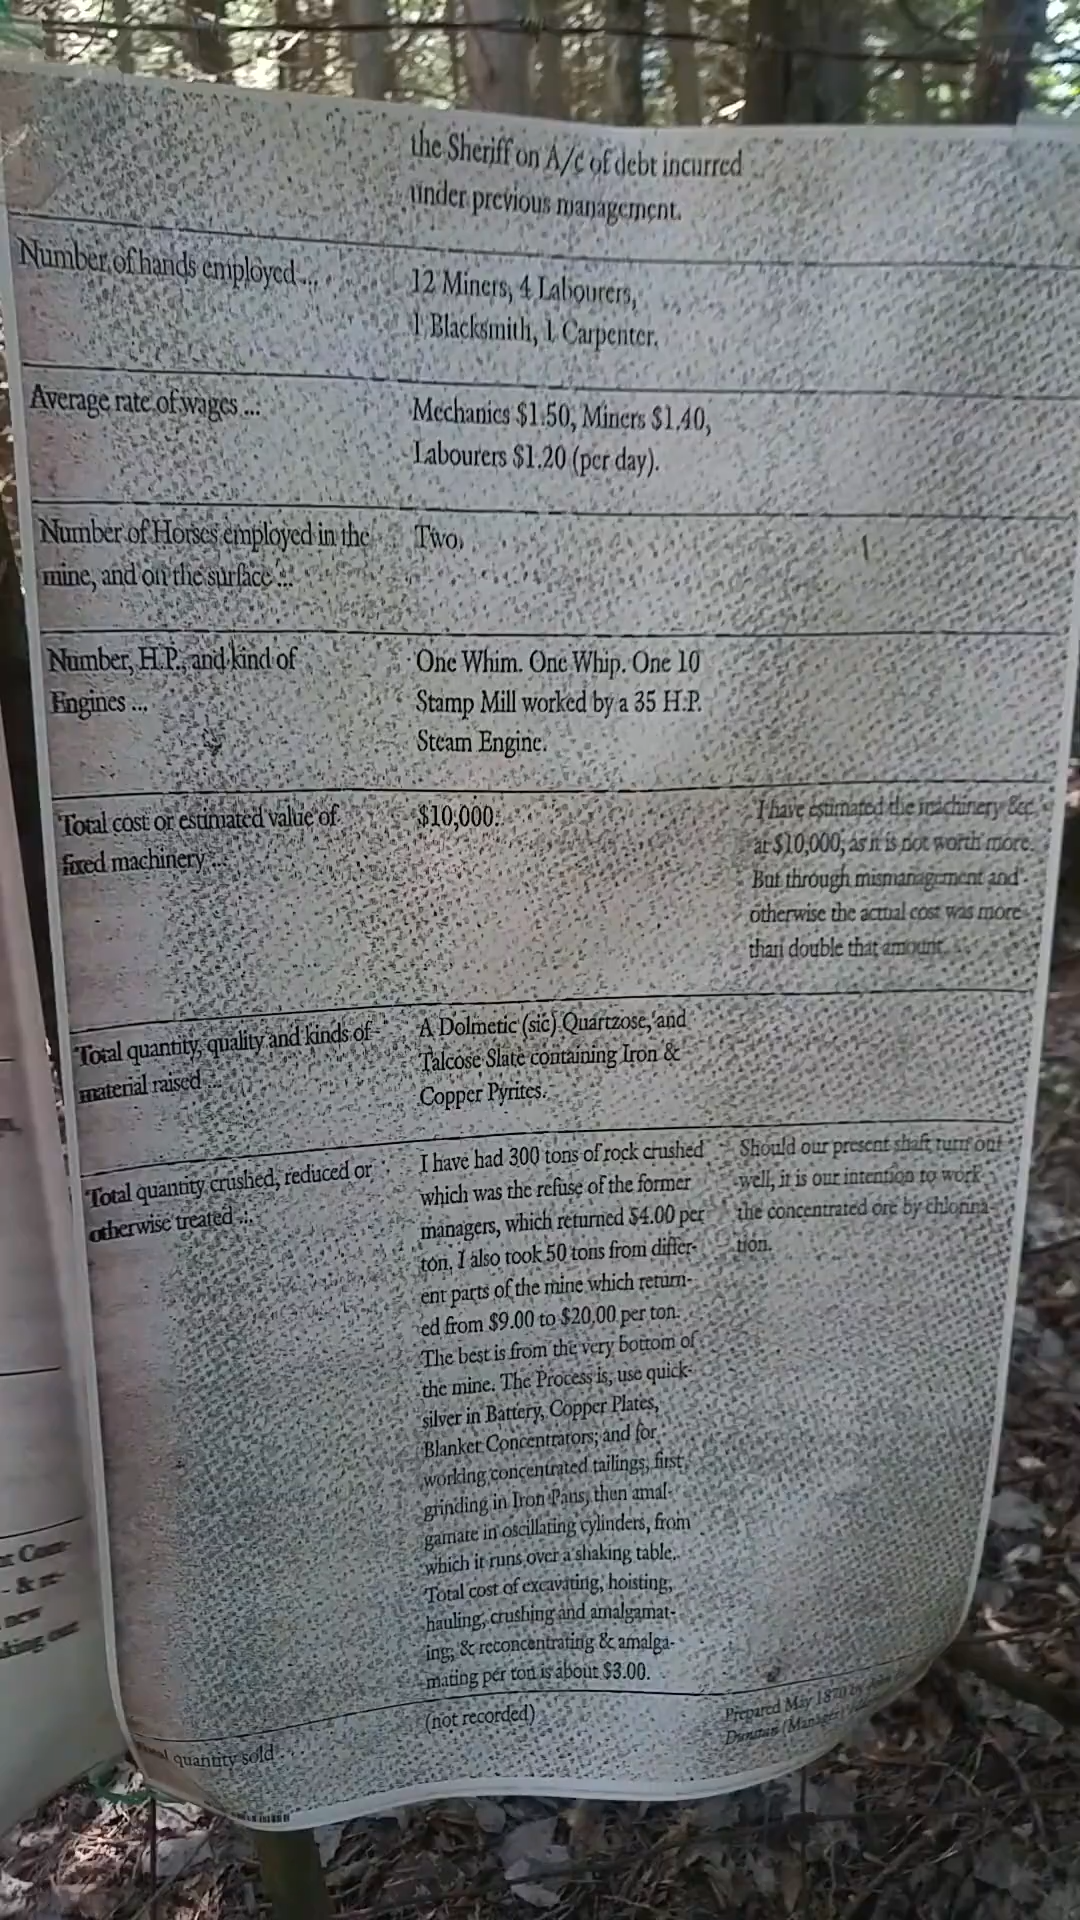 the Sheriff on A/c of debt incurred
under previous management.
Number of hands employed ...
12 Miners, 4 Labourers,
1 Blacksmith, 1 Carpenter.
Average rate of wages ...
Mechanics $1.50, Miners $1.40,
Labourers $1.20 (per day).
Number of Horses employed in the
mine, and on the surface ...
Two.
Number, H.P., and kind of
Engines ...
One Whim. One Whip. One 10
Stamp Mill worked by a 35 H.P.
Steam Engine.
Total cost or estimated value of
fixed machinery ...
$10,000.
I have estimated the machinery &c.
at $10,000, as it is not worth more.
But through mismanagement and
otherwise the actual cost was more
than double that amount.
Total quantity, quality and kinds of
material raised ...
A Dolmetic (sic) Quartzose, and
Talcose Slate containing Iron &
Copper Pyrites.
Total quantity crushed, reduced or
otherwise treated ...
I have had 300 tons of rock crushed
which was the refuse of the former
managers, which returned $4.00 per
ton. I also took 50 tons from differ-
ent parts of the mine which return-
ed from $9.00 to $20.00 per ton.
The best is from the very bottom of
the mine. The Process is, use quick-
silver in Battery, Copper Plates,
Blanket Concentrators; and for
working concentrated tailings, first
grinding in Iron Pans, then amal-
gamate in oscillating cylinders, from
which it runs over a shaking table.
Total cost of excavating, hoisting,
hauling, crushing and amalgamat-
ing, & reconcentrating & amalga-
mating per ton is about $3.00.
Should our present shaft turn out
well, it is our intention to work
the concentrated ore by chlorina-
tion.
quantity sold ...
(not recorded)
Prepared May 1870 by
Dunstan (Manager)
new
king out